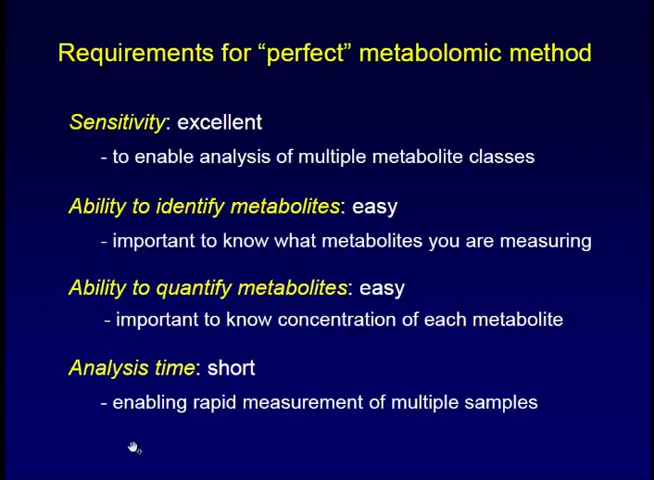 Requirements for “perfect” metabolomic method
Sensitivity: excellent
- to enable analysis of multiple metabolite classes
Ability to identify metabolites: easy
- important to know what metabolites you are measuring
Ability to quantify metabolites: easy
- important to know concentration of each metabolite
Analysis time: short
- enabling rapid measurement of multiple samples